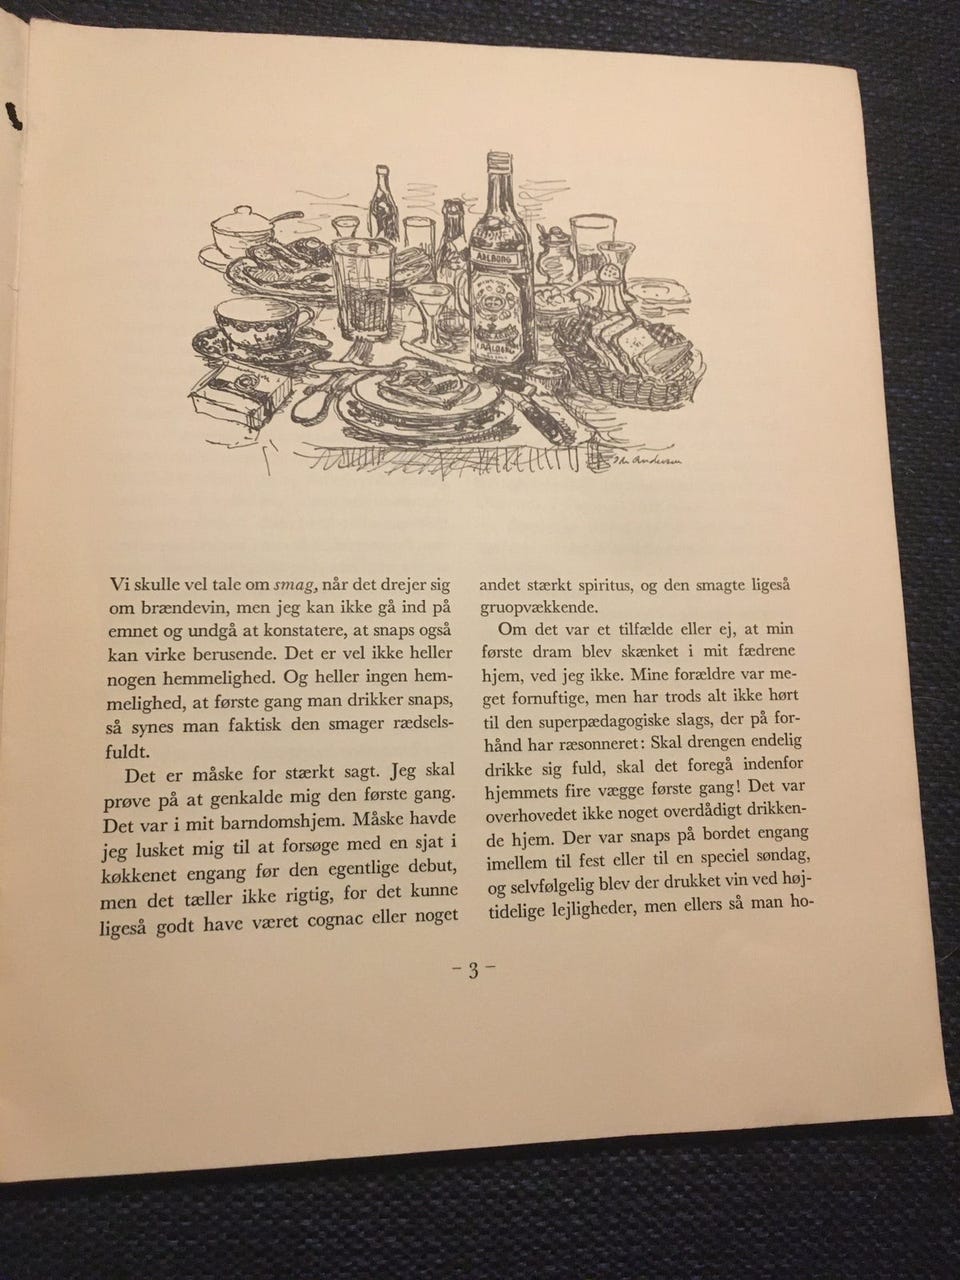 AALBORG
Vi skulle vel tale om smag, når det drejer sig
om brændevin, men jeg kan ikke gå ind på
emnet og undgå at konstatere, at snaps også
kan virke berusende. Det er vel ikke heller
nogen hemmelighed. Og heller ingen hem-
melighed, at første gang man drikker snaps,
så synes man faktisk den smager rædsels-
fuldt.
Det er måske for stærkt sagt. Jeg skal
prøve på at genkalde mig den første gang.
Det var i mit barndomshjem. Måske havde
jeg lusket mig til at forsøge med en sjat i
køkkenet engang før den egentlige debut,
men det tæller ikke rigtig, for det kunne
ligeså godt have været cognac eller noget
andet stærkt spiritus, og den smagte ligeså
gruopvækkende.
Om det var et tilfælde eller ej, at min
første dram blev skænket i mit fædrene
hjem, ved jeg ikke. Mine forældre var me-
get fornuftige, men har trods alt ikke hørt
til den superpædagogiske slags, der på for-
hånd har ræsonneret: Skal drengen endelig
drikke sig fuld, skal det foregå indenfor
hjemmets fire vægge første gang! Det var
overhovedet ikke noget overdådigt drikken-
de hjem. Der var snaps på bordet engang
imellem til fest eller til en speciel søndag,
og selvfølgelig blev der drukket vin ved høj-
tidelige lejligheder, men ellers så man ho-
- 3 -